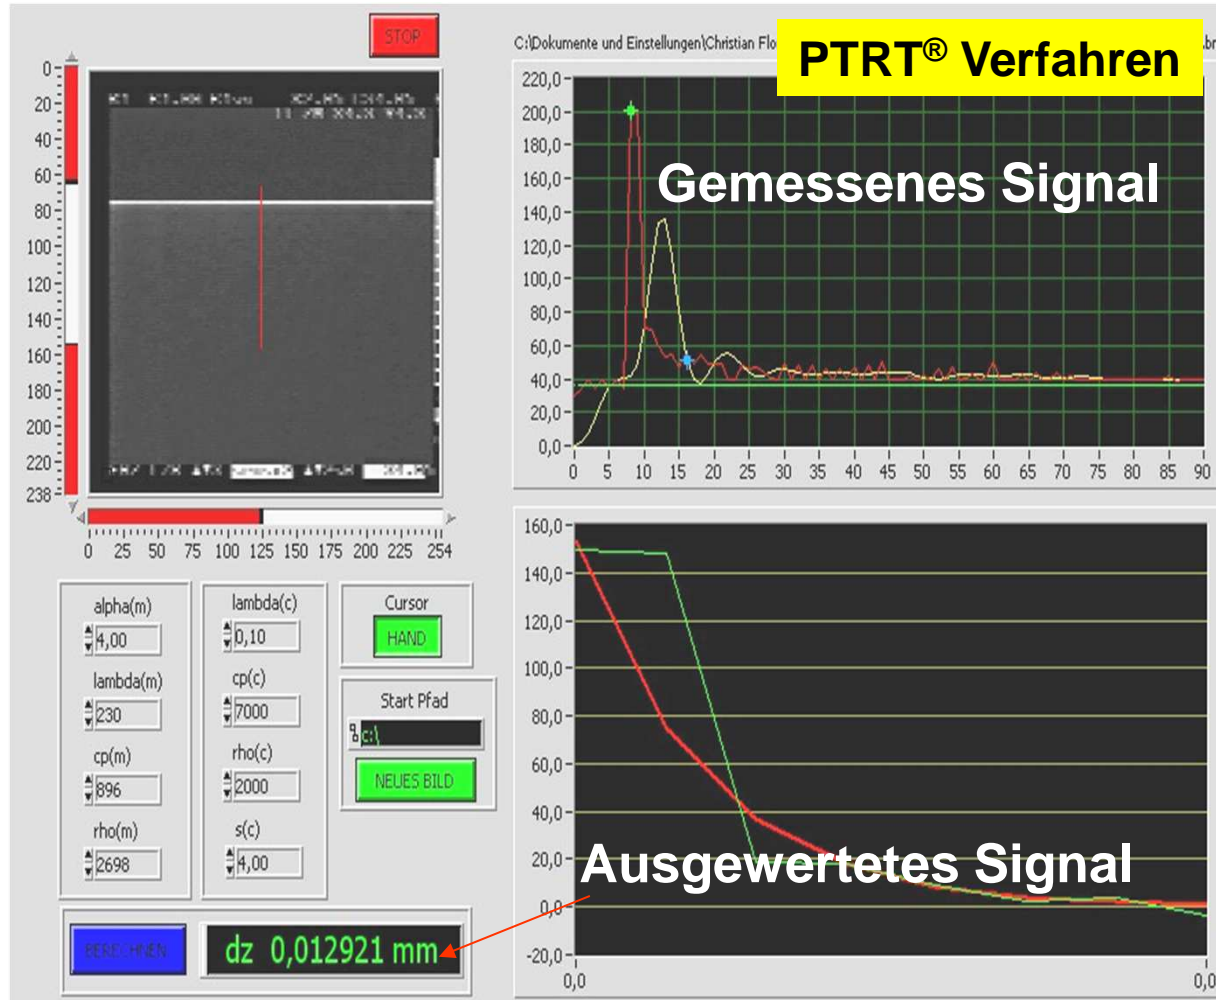 STOP
C:\Dokumente und Einstellungen\Christian Flo
PTRT® Verfahren
0
20
40
60
80
100
120
140
160
180
200
220
238
0 25 50 75 100 125 150 175 200 225 254
220,0
200,0
180,0
160,0
140,0
120,0
100,0
80,0
60,0
40,0
20,0
0,0
Gemessenes Signal
0 5 10 15 20 25 30 35 40 45 50 55 60 65 70 75 80 85 90
160,0
140,0
120,0
100,0
80,0
60,0
40,0
20,0
0,0
-20,0
Ausgewertetes Signal
0,0 0,0
alpha(m)
4,00
lambda(m)
230
cp(m)
896
rho(m)
2698
lambda(c)
0,10
cp(c)
7000
rho(c)
2000
s(c)
4,00
Cursor
HAND
Start Pfad
c:\
NEUES BILD
BERECHNEN
dz 0,012921 mm